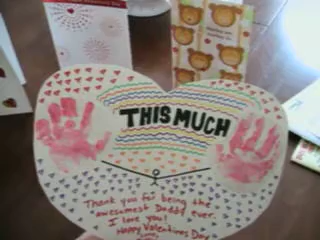 THIS MUCH
Thank you for being the
awesomest Daddy ever.
I love you!
Happy Valentines Day